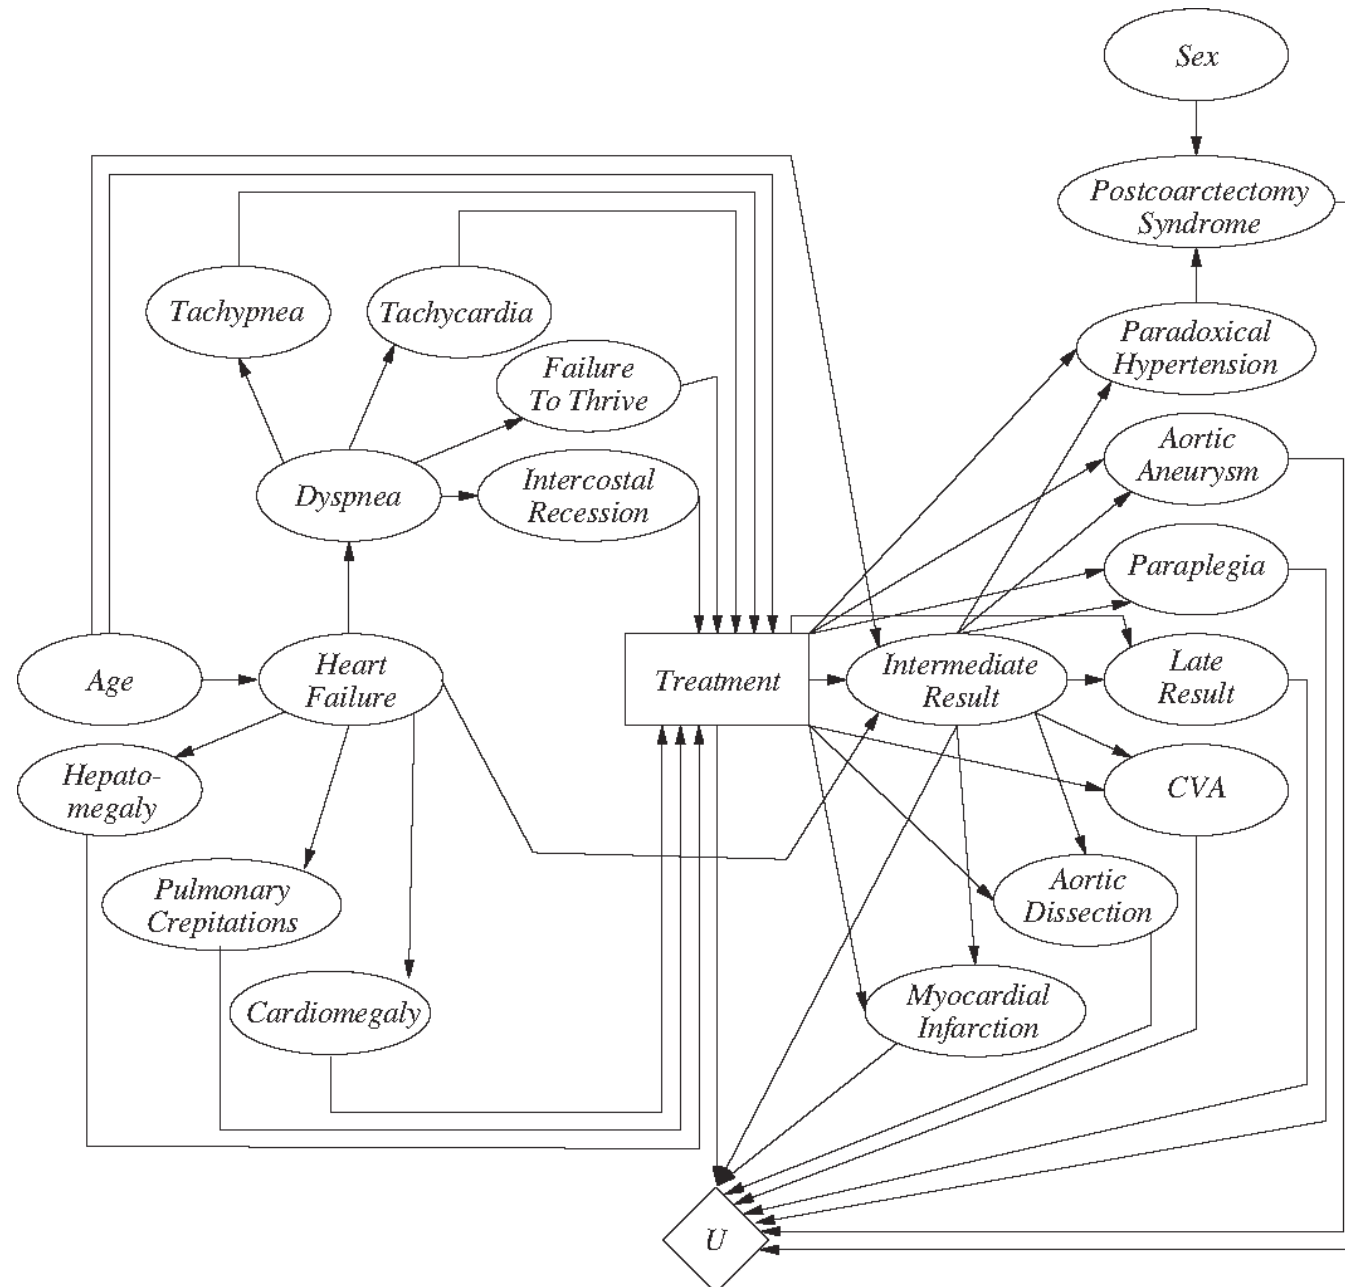 Sex
Postcoarctectomy
Syndrome
Tachypnea
Tachycardia
Paradoxical
Hypertension
Failure
To Thrive
Aortic
Aneurysm
Dyspnea
Intercostal
Recession
Paraplegia
Age
Heart
Failure
Treatment
Intermediate
Result
Late
Result
Hepato-
megaly
CVA
Pulmonary
Crepitations
Aortic
Dissection
Cardiomegaly
Myocardial
Infarction
U